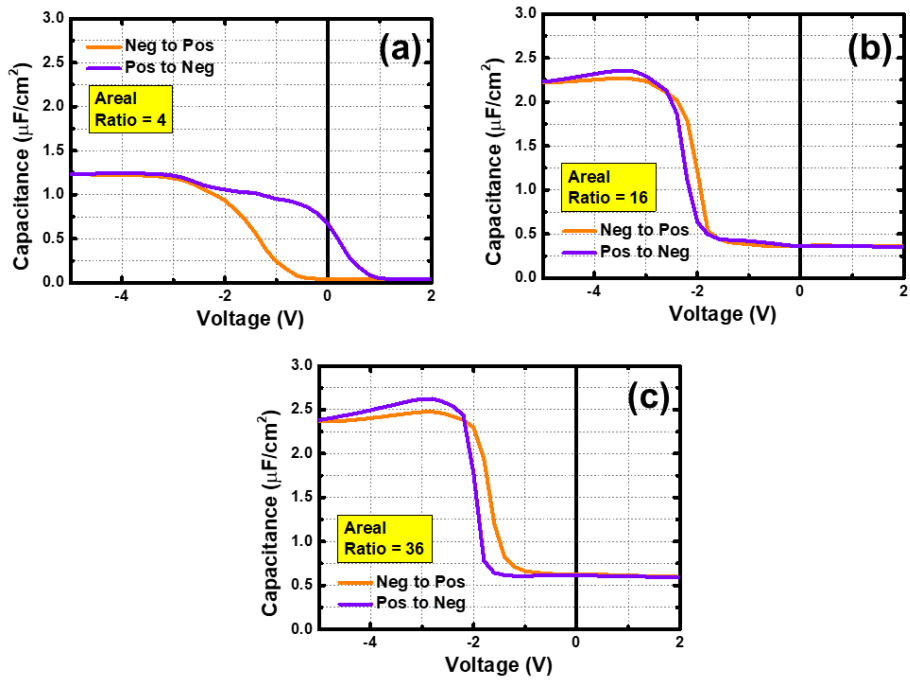 3.0
2.5
2.0
1.5
1.0
0.5
0.0
Capacitance (μF/cm²)
Neg to Pos
Pos to Neg
(a)
Areal
Ratio = 4
-4
-2
0
2
Voltage (V)
3.0
2.5
2.0
1.5
1.0
0.5
0.0
Capacitance (μF/cm²)
(b)
Areal
Ratio = 16
Neg to Pos
Pos to Neg
-4
-2
0
2
Voltage (V)
3.0
2.5
2.0
1.5
1.0
0.5
0.0
Capacitance (μF/cm²)
(c)
Areal
Ratio = 36
Neg to Pos
Pos to Neg
-4
-2
0
2
Voltage (V)